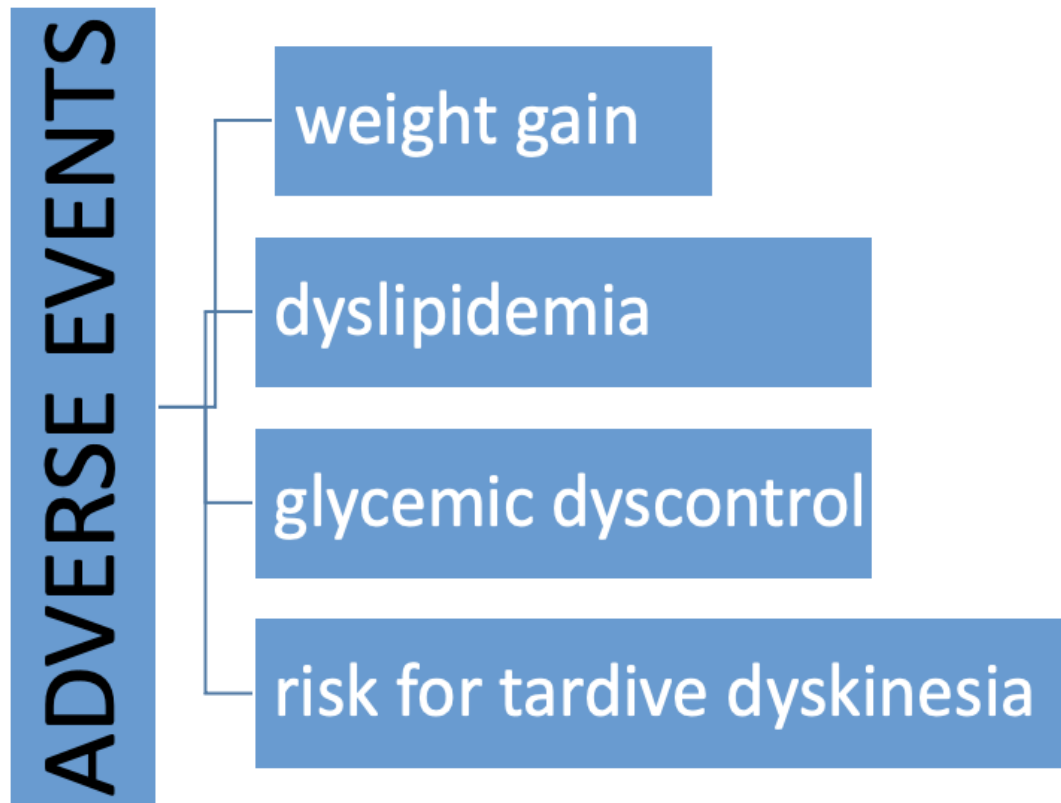 ADVERSE EVENTS
weight gain
dyslipidemia
glycemic dyscontrol
risk for tardive dyskinesia